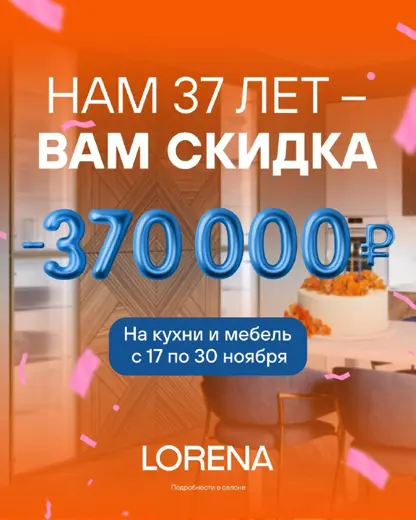 НАМ 37 ЛЕТ –
ВАМ СКИДКА
-370 000 ₽
На кухни и мебель
с 17 по 30 ноября
LORENA
Подробности в салоне